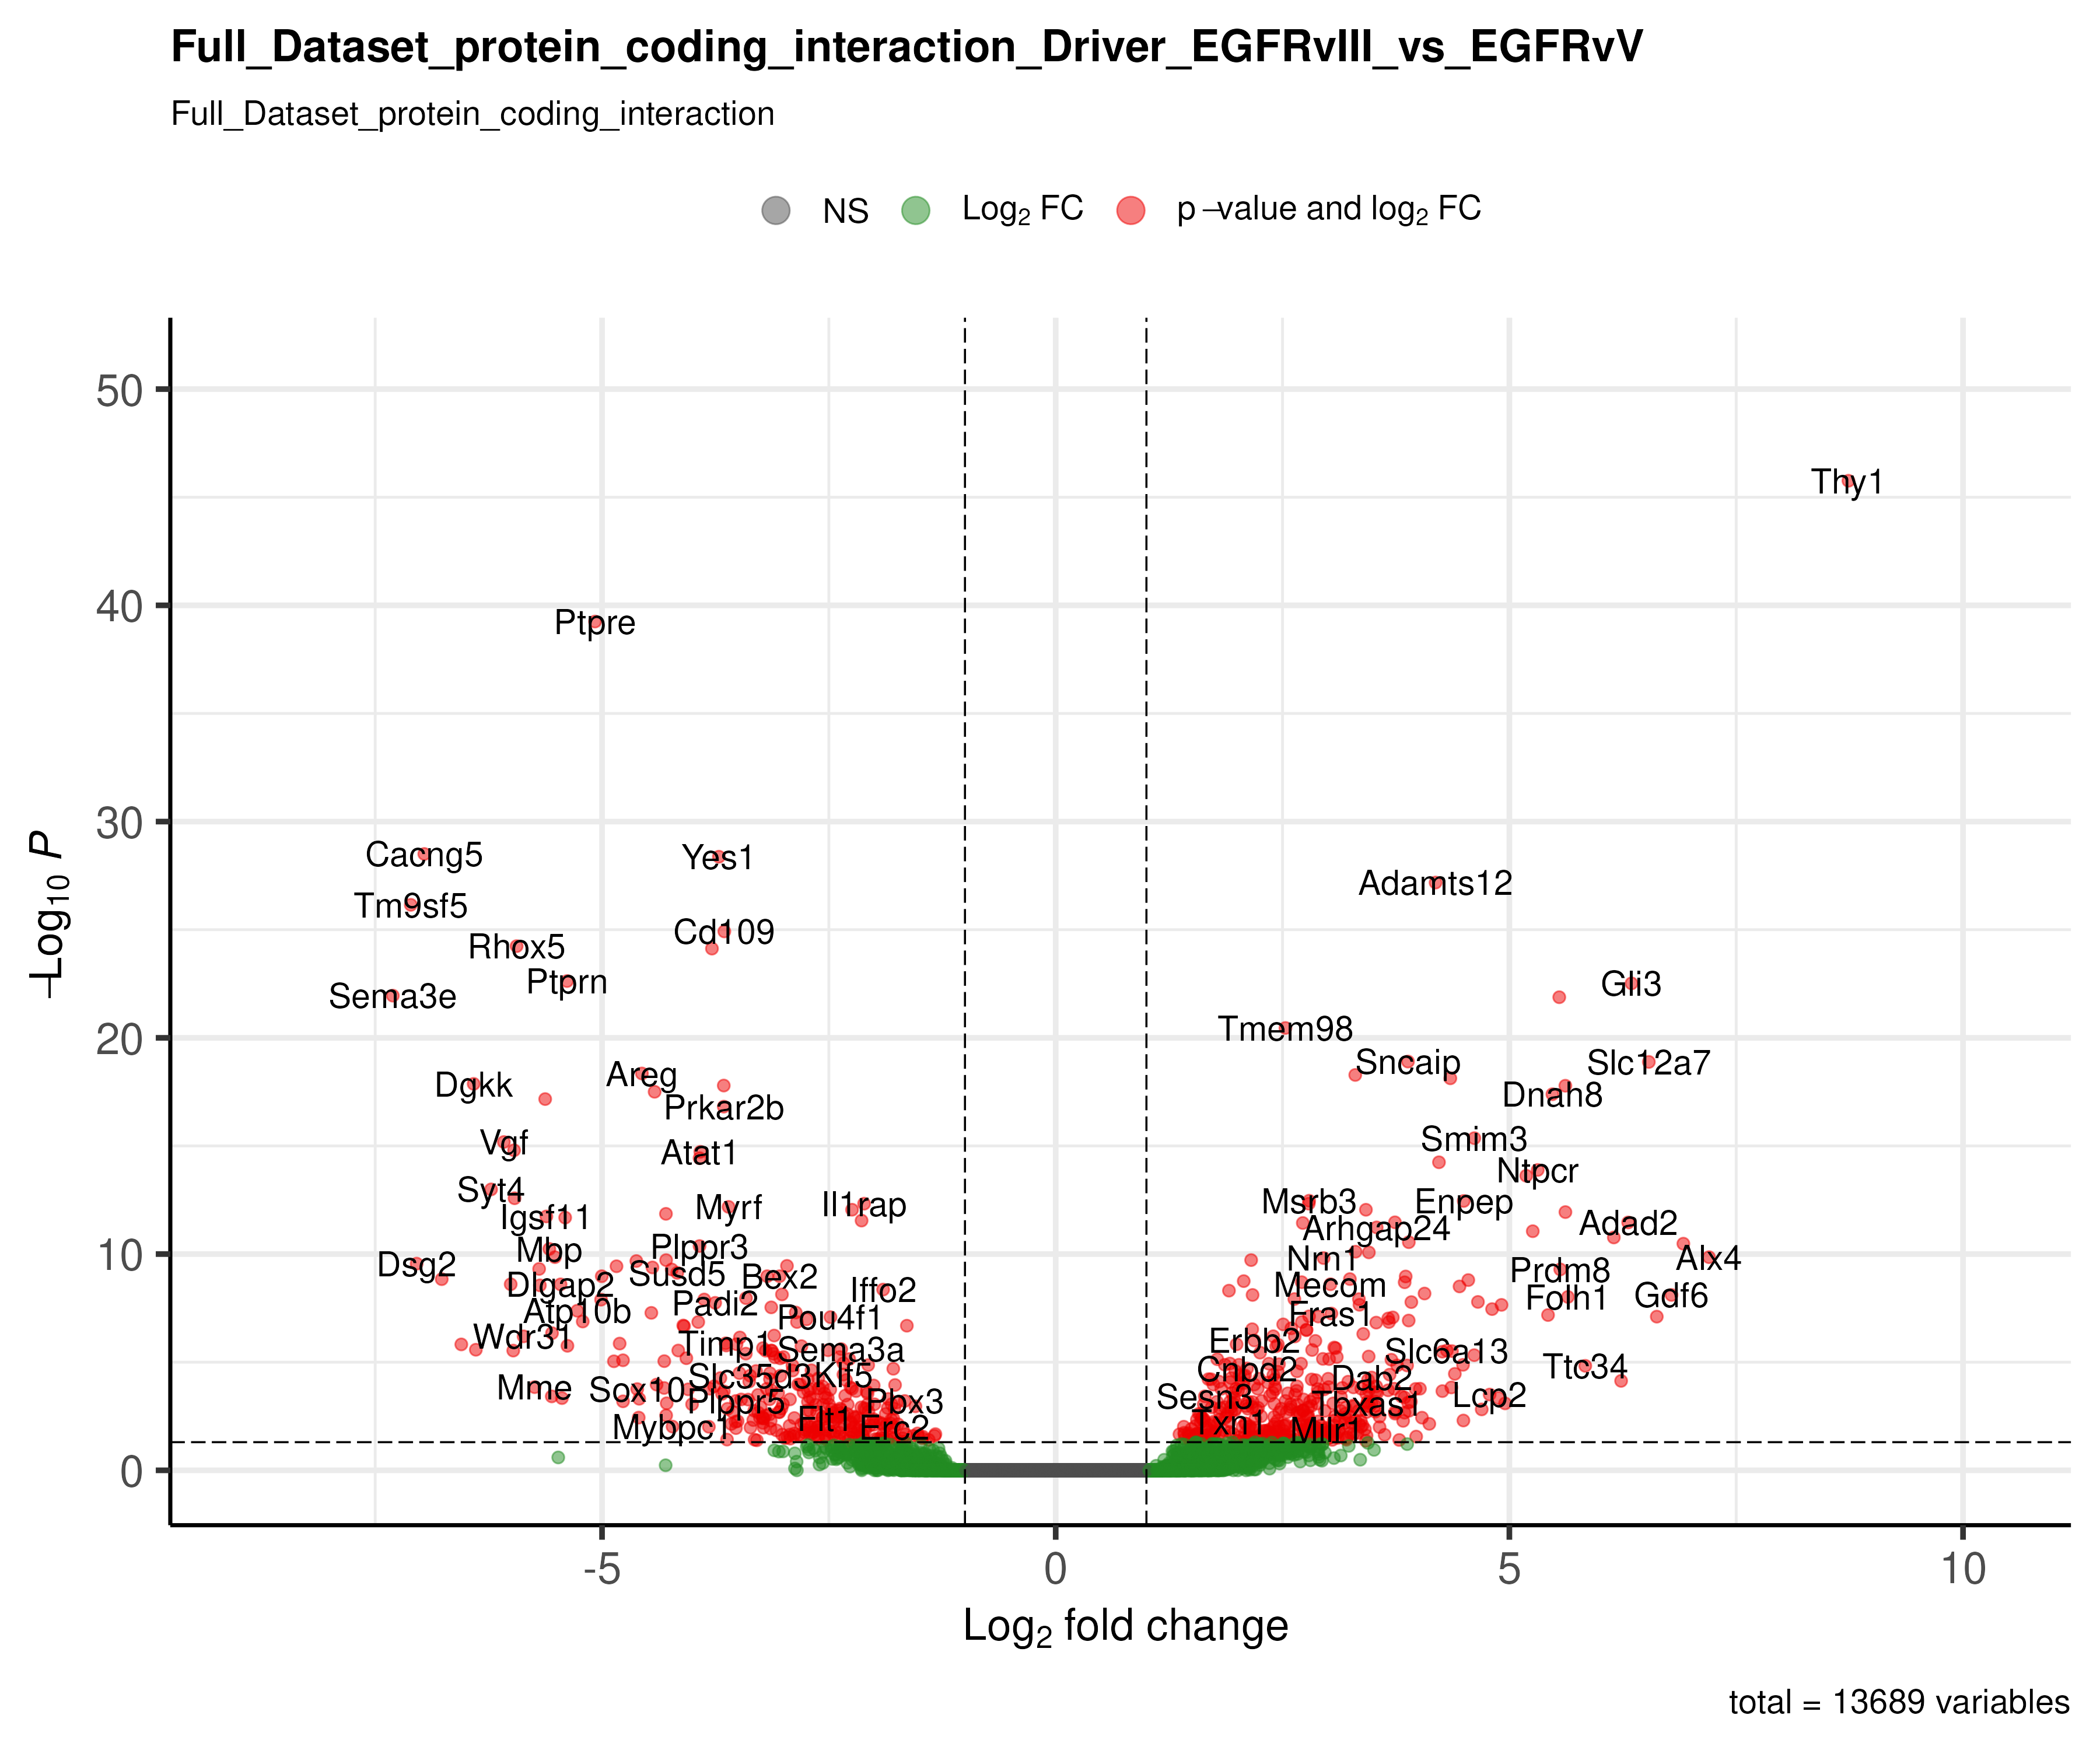 Full_Dataset_protein_coding_interaction_Driver_EGFRvIII_vs_EGFRvV
Full_Dataset_protein_coding_interaction
NS
Log2 FC
p−value and log2 FC
50
40
30
20
10
0
−Log10 P
Thy1
Ptpre
Cacng5
Yes1
Adamts12
Tm9sf5
Cd109
Rhox5
Ptprn
Gli3
Sema3e
Tmem98
Sncaip
Slc12a7
Areg
Dgkk
Dnah8
Prkar2b
Smim3
Vgf
Atat1
Ntpcr
Syt4
Msrb3
Enpep
Myrf
Il1rap
Igsf11
Adad2
Arhgap24
Plppr3
Mbp
Nrn1
Alx4
Dsg2
Prdm8
Susd5
Bex2
Dlgap2
Mecom
Iffo2
Gdf6
Folh1
Padi2
Atp10b
Pou4f1
Fras1
Wdr31
Timp1
Erbb2
Sema3a
Slc6a13
Ttc34
Slc35d3
Klf5
Cnbd2
Dab2
Mme
Sox10
Sesn3
Lcp2
Plppr5
Pbx3
Tbxas1
Mybpc1
Flt1
Erc2
Txn1
Milr1
-5
0
5
10
Log2 fold change
total = 13689 variables